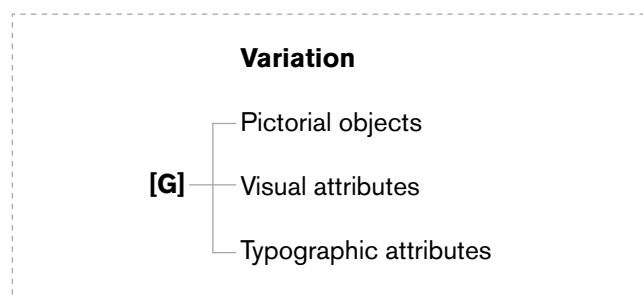 Variation
Pictorial objects
[G] Visual attributes
Typographic attributes